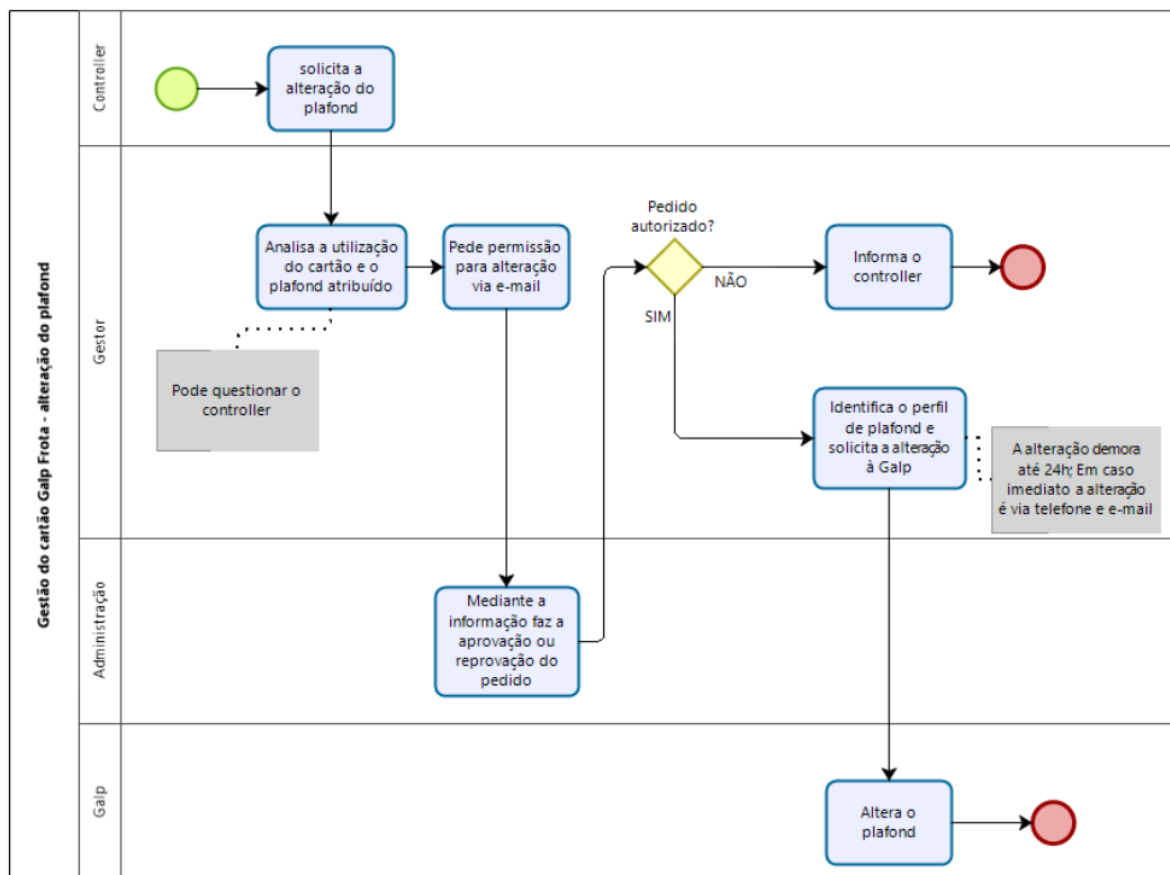 Gestão do cartão Galp Frota - alteração do plafond
Controller
solicita a
alteração do
plafond
Gestor
Analisa a utilização
do cartão e o
plafond atribuído
Pede permissão
para alteração
via e-mail
Pedido
autorizado?
NÃO
SIM
Informa o
controller
Pode questionar o
controller
Identifica o perfil
de plafond e
solicita a alteração
à Galp
A alteração demora
até 24h; Em caso
imediato a alteração
é via telefone e e-mail
Administração
Mediante a
informação faz a
aprovação ou
reprovação do
pedido
Galp
Altera o
plafond